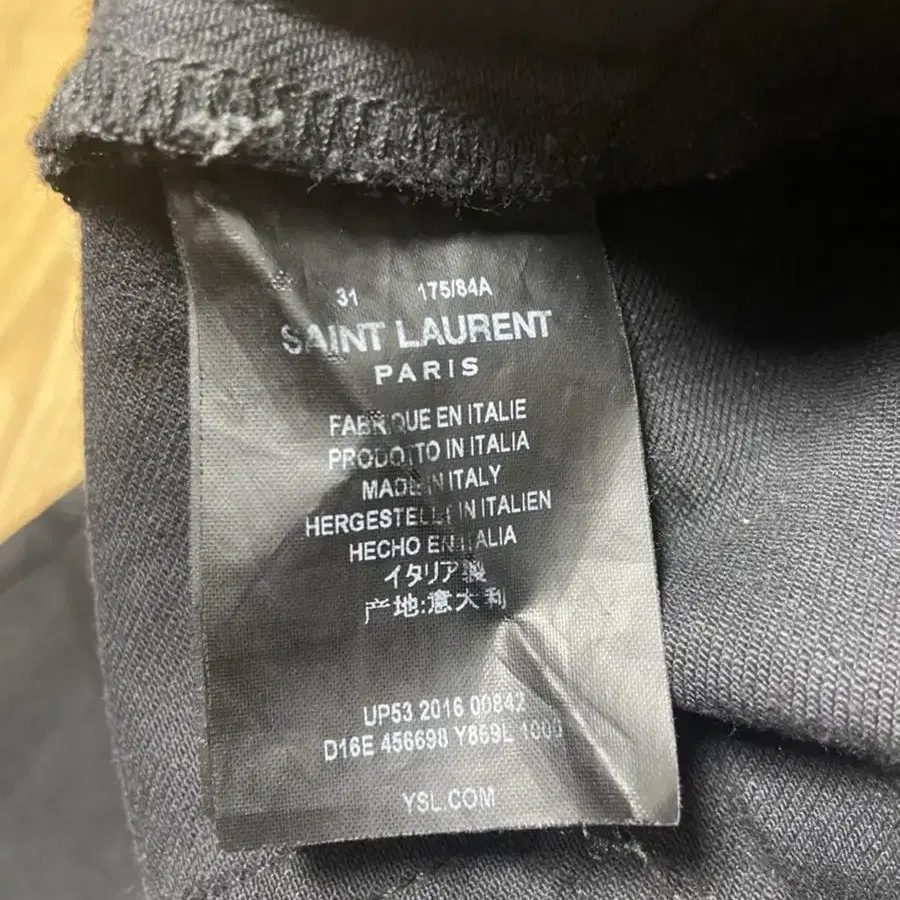 31 175/84A
SAINT LAURENT
PARIS
FABRIQUE EN ITALIE
PRODOTTO IN ITALIA
MADE IN ITALY
HERGESTELLT IN ITALIEN
HECHO EN ITALIA
イタリア製
产地:意大利
UP53 2016 00842
D16E 456698 Y869L 1000
YSL.COM